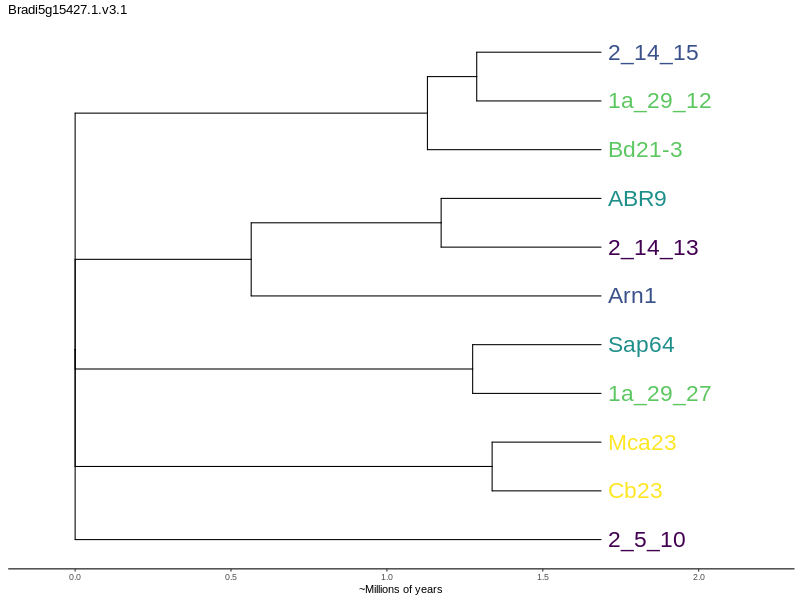 Bradi5g15427.1.v3.1
2_14_15
1a_29_12
Bd21-3
ABR9
2_14_13
Arn1
Sap64
1a_29_27
Mca23
Cb23
2_5_10
0.0 0.5 1.0 1.5 2.0
~Millions of years